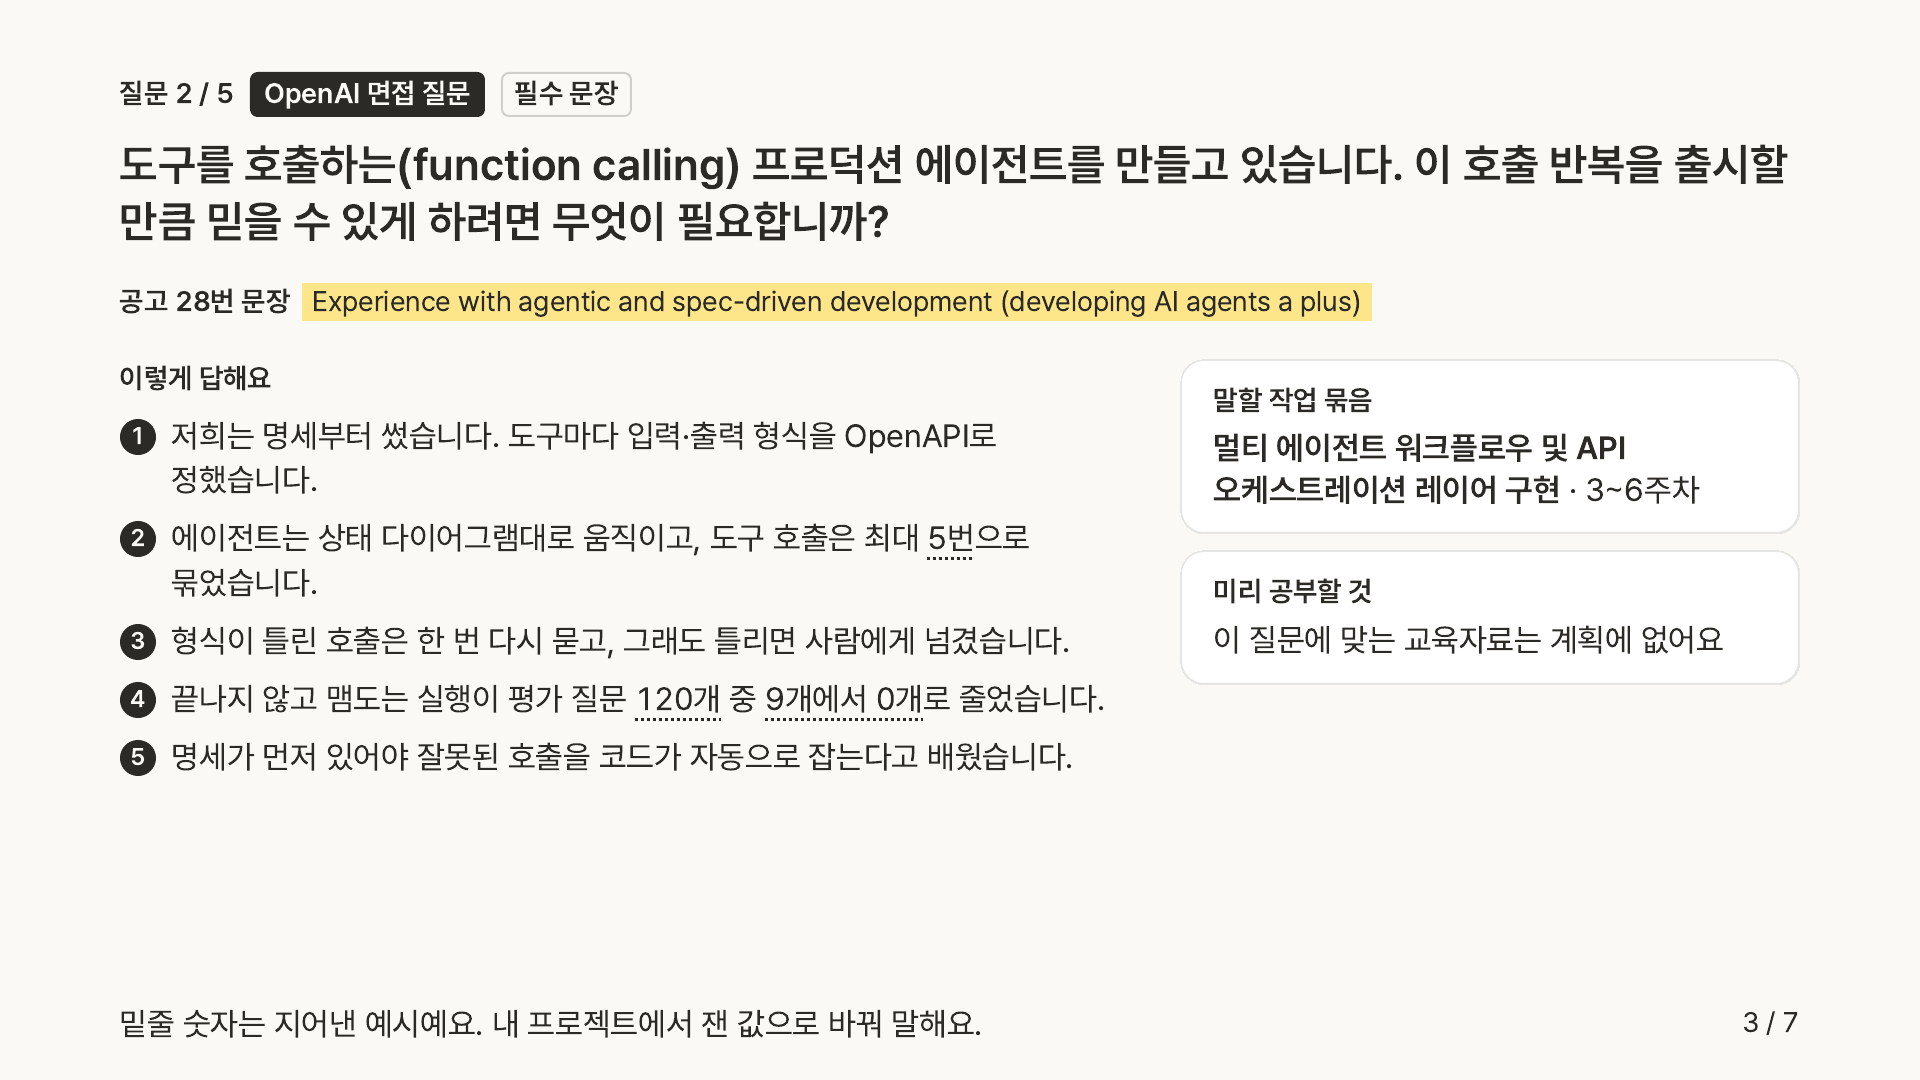 질문 2 / 5 OpenAI 면접 질문 필수 문장
도구를 호출하는(function calling) 프로덕션 에이전트를 만들고 있습니다. 이 호출 반복을 출시할
만큼 믿을 수 있게 하려면 무엇이 필요합니까?
공고 28번 문장 Experience with agentic and spec-driven development (developing AI agents a plus)
이렇게 답해요
1 저희는 명세부터 썼습니다. 도구마다 입력·출력 형식을 OpenAPI로
정했습니다.
2 에이전트는 상태 다이어그램대로 움직이고, 도구 호출은 최대 5번으로
묶었습니다.
3 형식이 틀린 호출은 한 번 다시 묻고, 그래도 틀리면 사람에게 넘겼습니다.
4 끝나지 않고 맴도는 실행이 평가 질문 120개 중 9개에서 0개로 줄었습니다.
5 명세가 먼저 있어야 잘못된 호출을 코드가 자동으로 잡는다고 배웠습니다.
말할 작업 묶음
멀티 에이전트 워크플로우 및 API
오케스트레이션 레이어 구현 · 3~6주차
미리 공부할 것
이 질문에 맞는 교육자료는 계획에 없어요
밑줄 숫자는 지어낸 예시예요. 내 프로젝트에서 잰 값으로 바꿔 말해요.
3 / 7